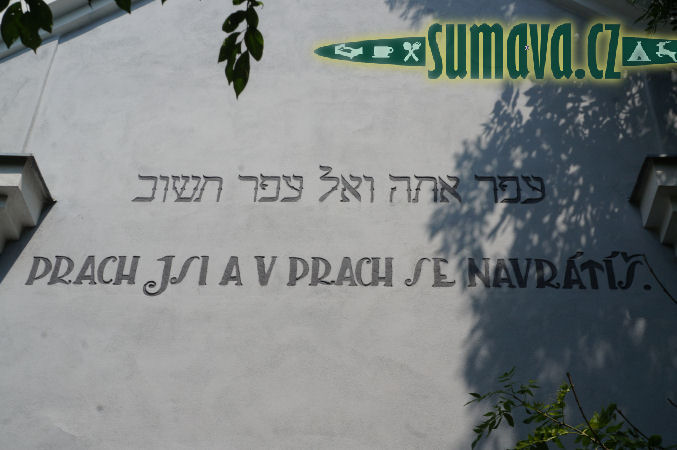 sumava.cz
עפר אתה ואל עפר תשוב
PRACH JSI A V PRACH SE NAVRÁTÍŠ.